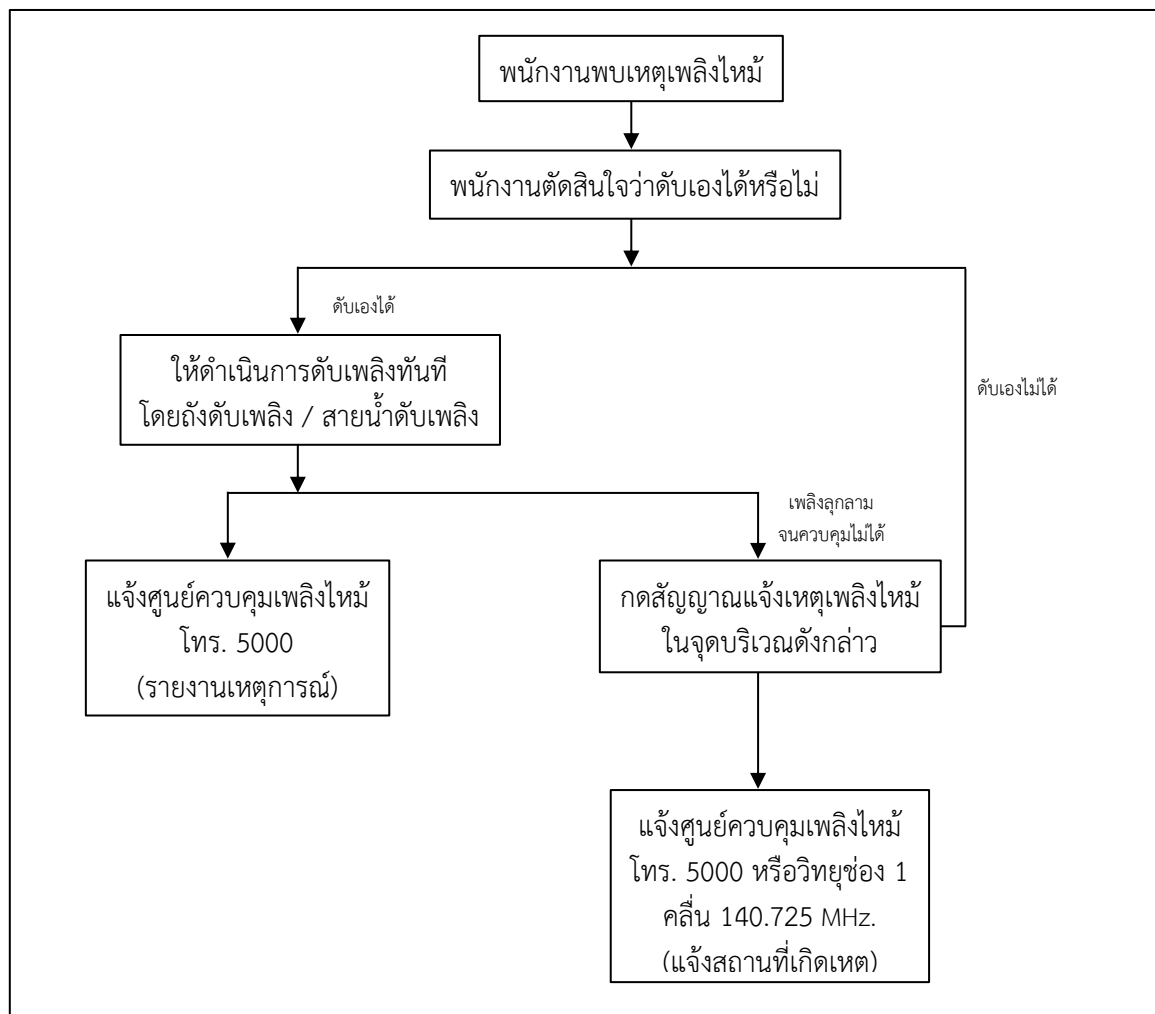 พนักงานพบเหตุเพลิงไหม้
พนักงานตัดสินใจว่าดับเองได้หรือไม่
ดับเองได้
ให้ดำเนินการดับเพลิงทันที
โดยถังดับเพลิง / สายน้ำดับเพลิง
ดับเองไม่ได้
เพลิงลุกลาม
จนควบคุมไม่ได้
แจ้งศูนย์ควบคุมเพลิงไหม้
โทร. 5000
(รายงานเหตุการณ์)
กดสัญญาณแจ้งเหตุเพลิงไหม้
ในจุดบริเวณดังกล่าว
แจ้งศูนย์ควบคุมเพลิงไหม้
โทร. 5000 หรือวิทยุช่อง 1
คลื่น 140.725 MHz.
(แจ้งสถานที่เกิดเหต)